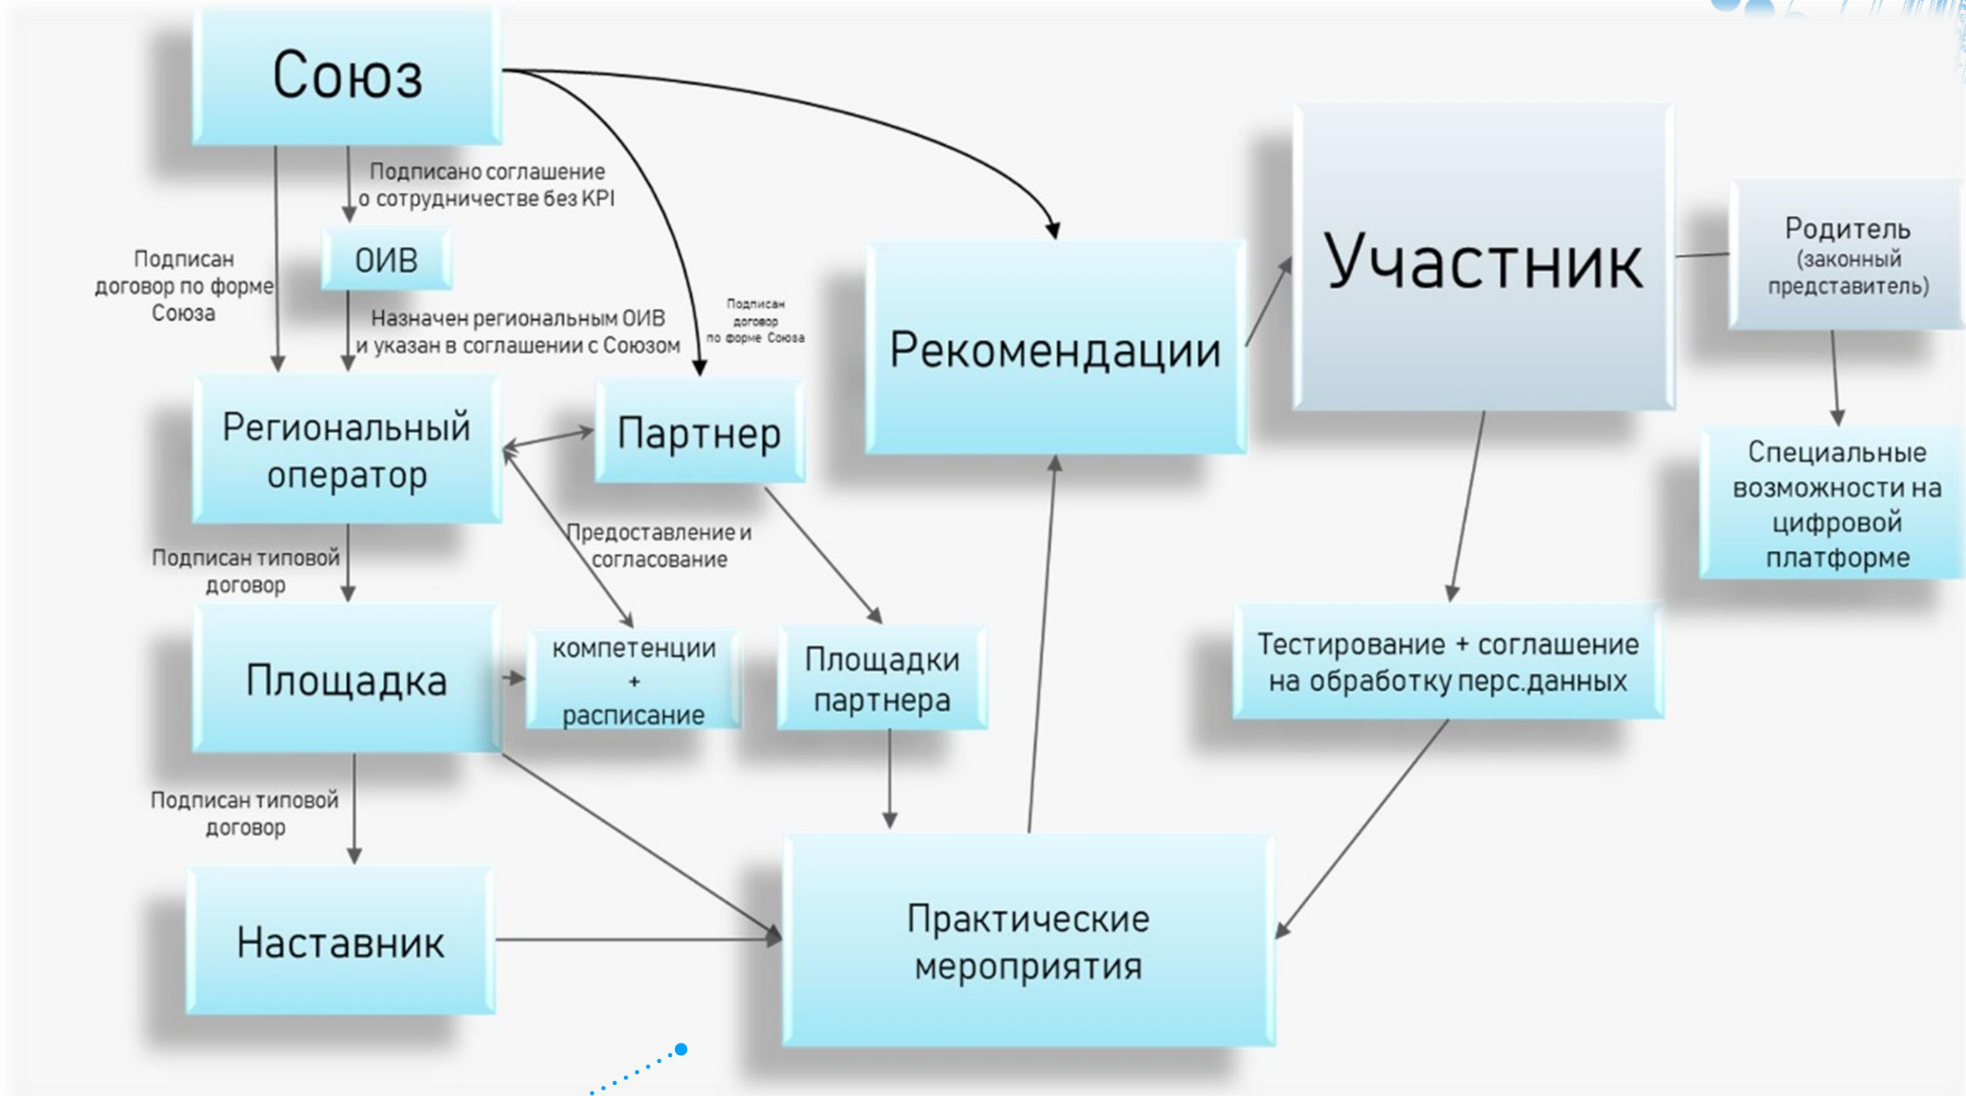 Союз
Подписано соглашение
о сотрудничестве без KPI
Подписан
договор по форме
Союза
ОИВ
Назначен региональным ОИВ
и указан в соглашении с Союзом
Подписан
договор
по форме Союза
Региональный
оператор
Партнер
Рекомендации
Участник
Родитель
(законный
представитель)
Специальные
возможности на
цифровой
платформе
Предоставление и
согласование
Подписан типовой
договор
Площадка
компетенции
+
расписание
Площадки
партнера
Тестирование + соглашение
на обработку перс.данных
Подписан типовой
договор
Наставник
Практические
мероприятия